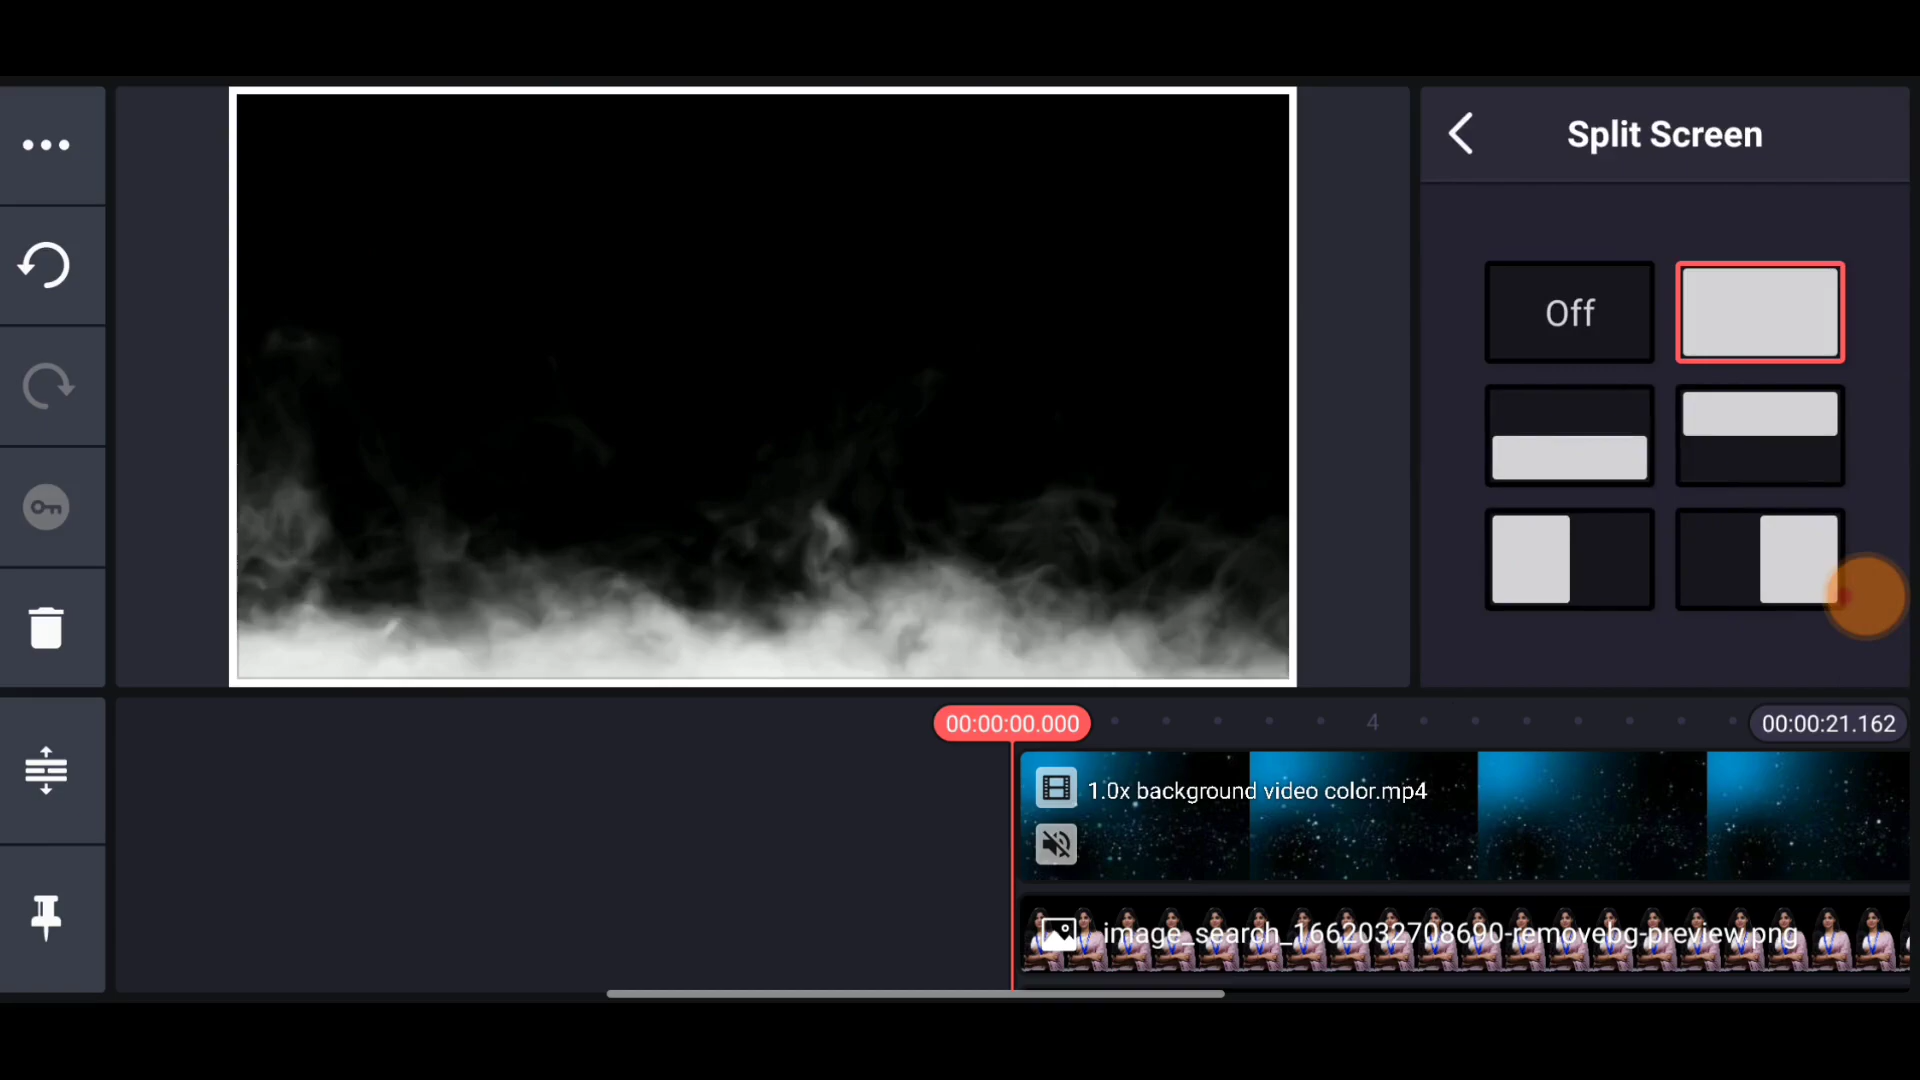 Split Screen
Off
00:00:00.000
4
00:00:21.162
1.0x background video color.mp4
image_search_1662032708690-removebg-preview.png